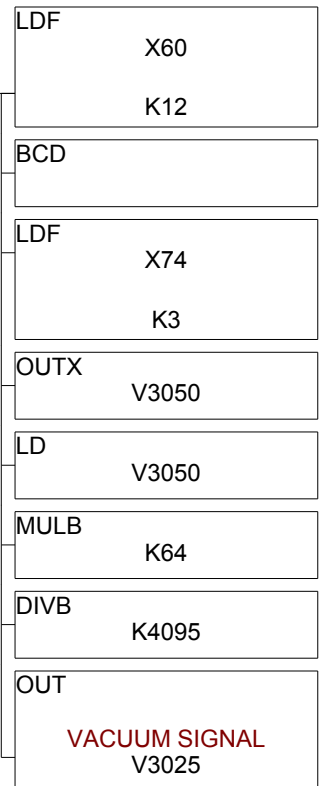 LDF
X60
K12
BCD
LDF
X74
K3
OUTX
V3050
LD
V3050
MULB
K64
DIVB
K4095
OUT
VACUUM SIGNAL
V3025